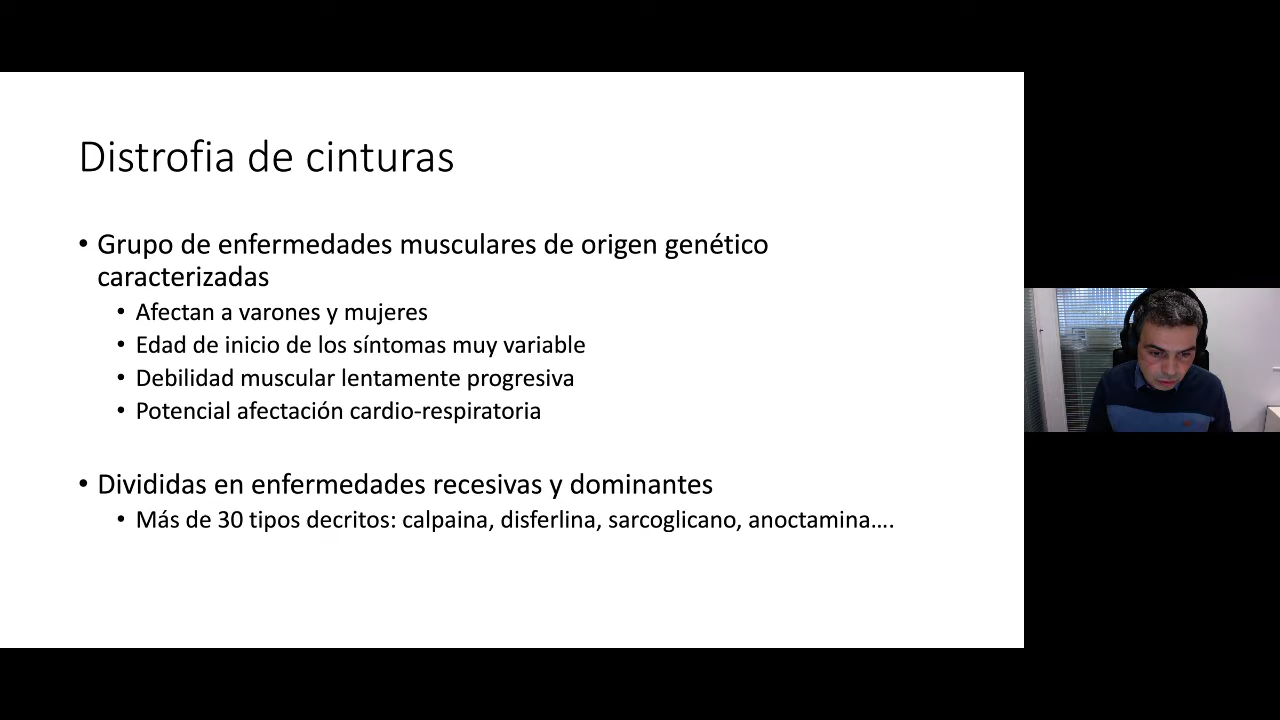 Distrofia de cinturas
• Grupo de enfermedades musculares de origen genético
caracterizadas
• Afectan a varones y mujeres
• Edad de inicio de los síntomas muy variable
• Debilidad muscular lentamente progresiva
• Potencial afectación cardio-respiratoria
• Divididas en enfermedades recesivas y dominantes
• Más de 30 tipos decritos: calpaina, disferlina, sarcoglicano, anoctamina….